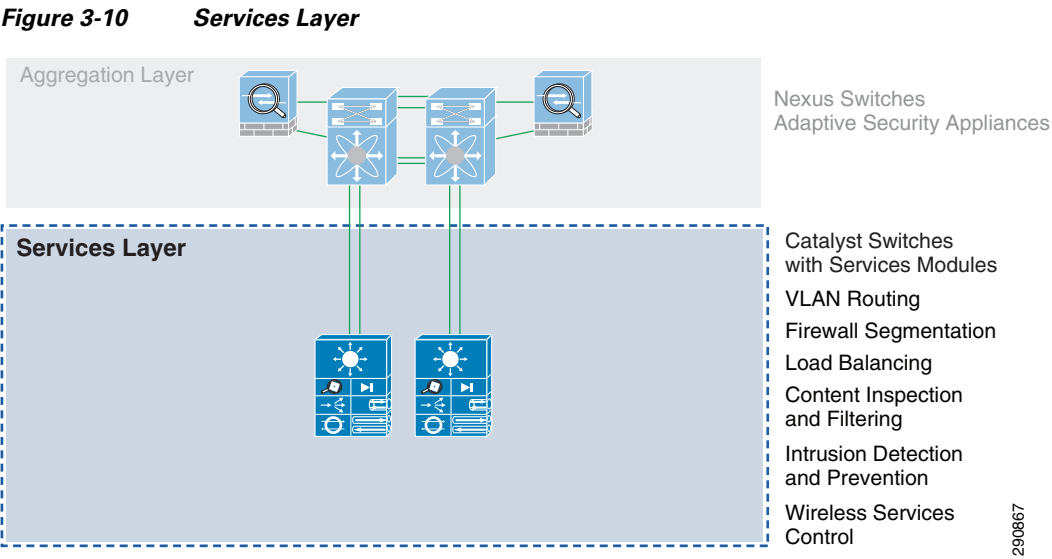 Figure 3-10 Services Layer
Aggregation Layer
Nexus Switches
Adaptive Security Appliances
Services Layer
Catalyst Switches
with Services Modules
VLAN Routing
Firewall Segmentation
Load Balancing
Content Inspection
and Filtering
Intrusion Detection
and Prevention
Wireless Services
Control
290867